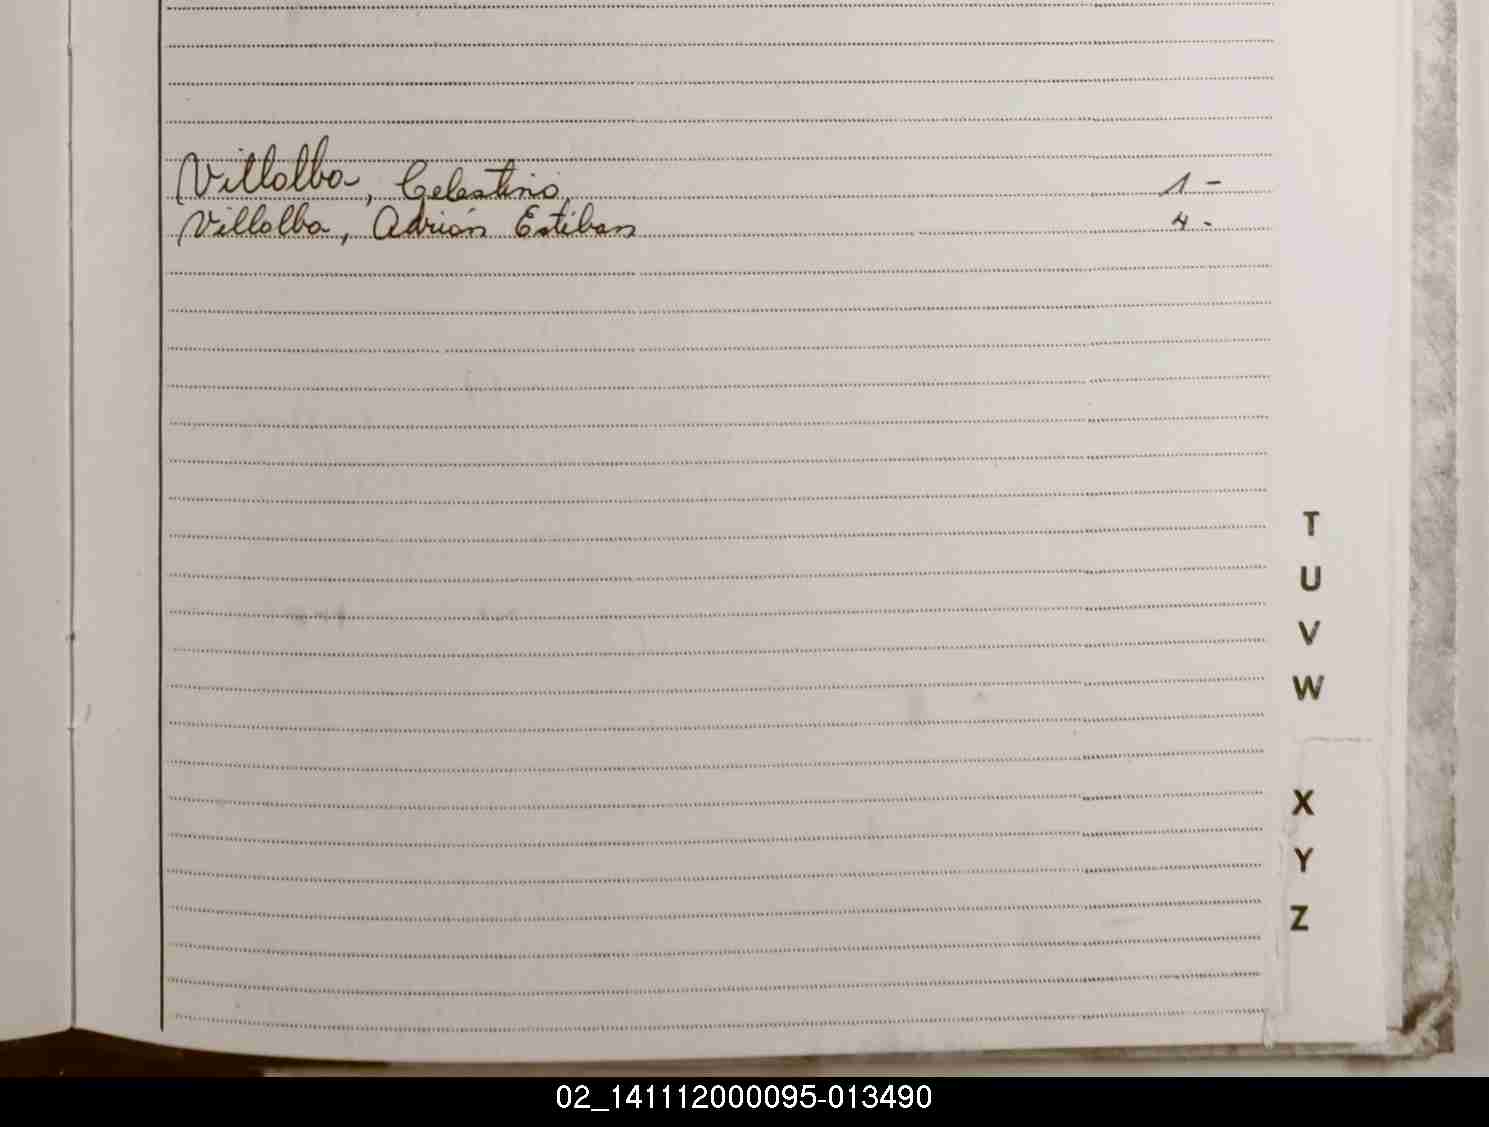 Villalba, Celestino 1 -
Villalba, Adrián Esteban 4 -
T
U
V
W
X
Y
Z
02_141112000095-013490